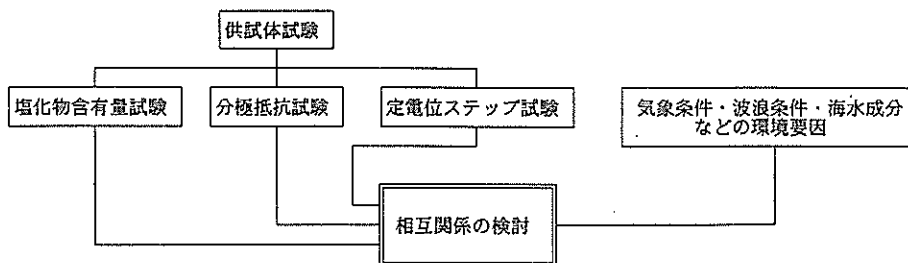 供試体試験
塩化物含有量試験
分極抵抗試験
定電位ステップ試験
気象条件・波浪条件・海水成分
などの環境要因
相互関係の検討